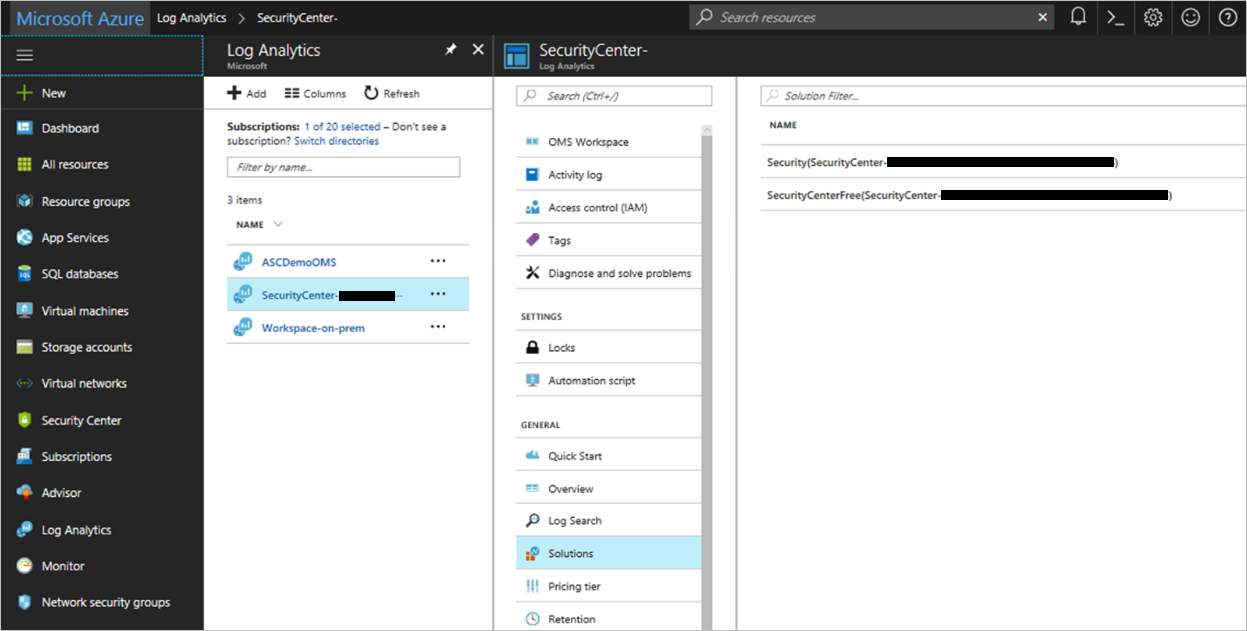 Microsoft Azure Log Analytics > SecurityCenter-
Search resources
New
Dashboard
All resources
Resource groups
App Services
SQL databases
Virtual machines
Storage accounts
Virtual networks
Security Center
Subscriptions
Advisor
Log Analytics
Monitor
Network security groups
Log Analytics
Microsoft
Add Columns Refresh
Subscriptions: 1 of 20 selected – Don't see a
subscription? Switch directories
Filter by name...
3 items
NAME
ASCDemoOMS ...
SecurityCenter- ...
Workspace-on-prem ...
SecurityCenter-
Log Analytics
Search (Ctrl+/)
OMS Workspace
Activity log
Access control (IAM)
Tags
Diagnose and solve problems
SETTINGS
Locks
Automation script
GENERAL
Quick Start
Overview
Log Search
Solutions
Pricing tier
Retention
Solution Filter...
NAME
Security(SecurityCenter- )
SecurityCenterFree(SecurityCenter- )